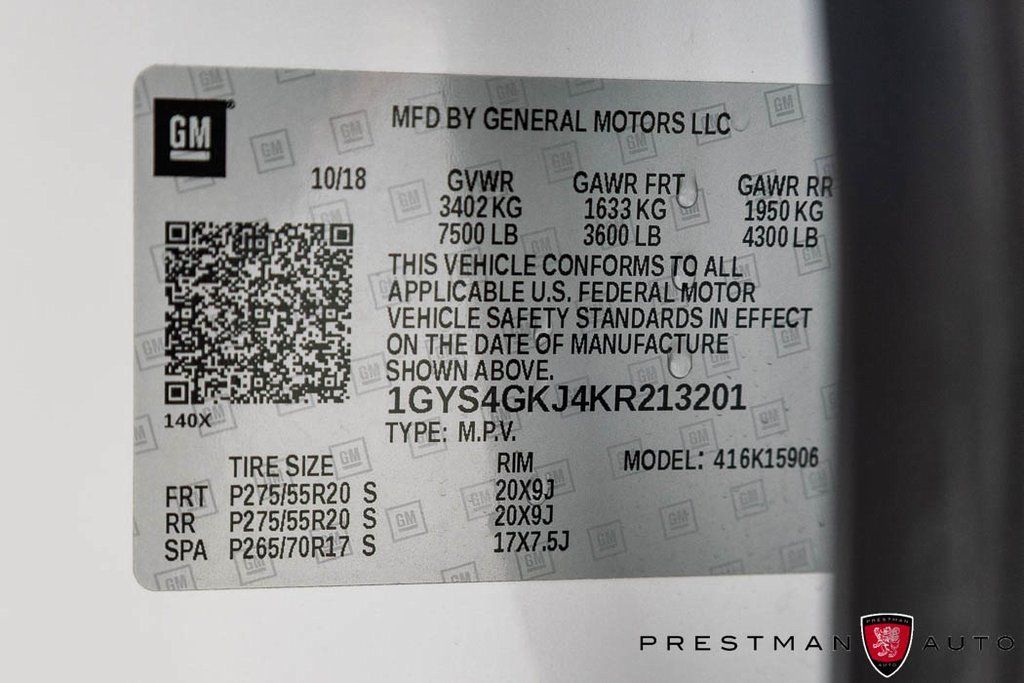 GM
MFD BY GENERAL MOTORS LLC
10/18
GVWR GAWR FRT GAWR RR
3402 KG 1633 KG 1950 KG
7500 LB 3600 LB 4300 LB
THIS VEHICLE CONFORMS TO ALL
APPLICABLE U.S. FEDERAL MOTOR
VEHICLE SAFETY STANDARDS IN EFFECT
ON THE DATE OF MANUFACTURE
SHOWN ABOVE.
1GYS4GKJ4KR213201
140X
TYPE: M.P.V.
TIRE SIZE RIM MODEL: 416K15906
FRT P275/55R20 S 20X9J
RR P275/55R20 S 20X9J
SPA P265/70R17 S 17X7.5J
PRESTMAN AUTO
PRESTMAN
AUTO